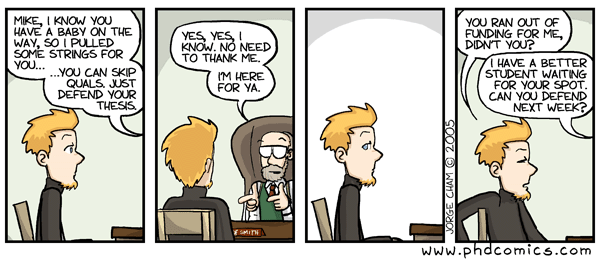 MIKE, I KNOW YOU
HAVE A BABY ON THE
WAY, SO I PULLED
SOME STRINGS FOR
YOU...
...YOU CAN SKIP
QUALS. JUST
DEFEND YOUR
THESIS.
YES, YES, I
KNOW. NO NEED
TO THANK ME.
I'M HERE
FOR YA.
F SMITH
JORGE CHAM © 2005
YOU RAN OUT OF
FUNDING FOR ME,
DIDN'T YOU?
I HAVE A BETTER
STUDENT WAITING
FOR YOUR SPOT.
CAN YOU DEFEND
NEXT WEEK?
www.phdcomics.com